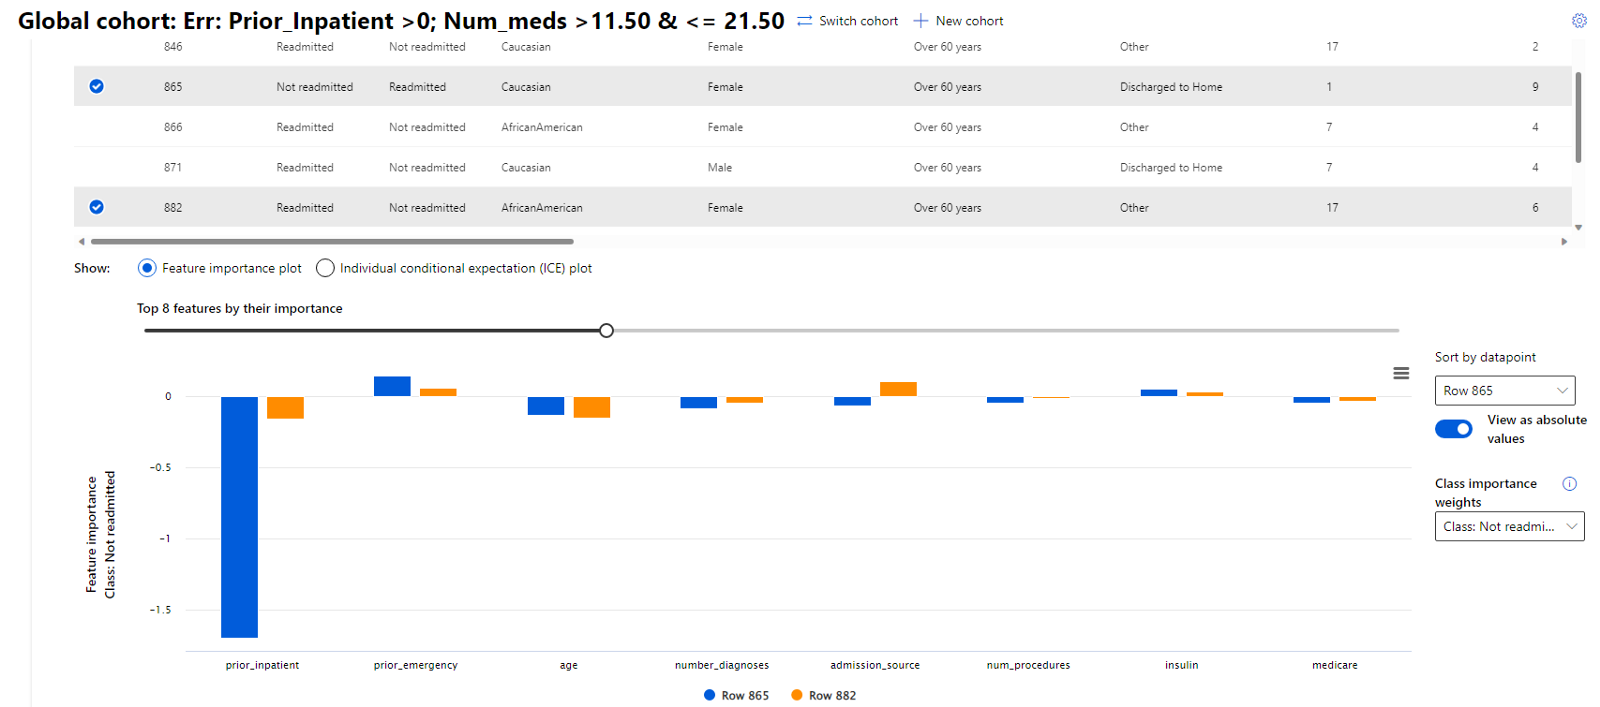 Global cohort: Err: Prior_Inpatient >0; Num_meds >11.50 & <= 21.50 Switch cohort New cohort
846 Readmitted Not readmitted Caucasian Female Over 60 years Other 17 2
865 Not readmitted Readmitted Caucasian Female Over 60 years Discharged to Home 1 9
866 Readmitted Not readmitted AfricanAmerican Female Over 60 years Other 7 4
871 Readmitted Not readmitted Caucasian Male Over 60 years Discharged to Home 7 4
882 Readmitted Not readmitted AfricanAmerican Female Over 60 years Other 17 6
Show: Feature importance plot Individual conditional expectation (ICE) plot
Top 8 features by their importance
Sort by datapoint
Row 865
View as absolute
values
Class importance
weights
Class: Not readmi...
Feature importance
Class: Not readmitted
0
−0.5
−1
−1.5
prior_inpatient prior_emergency age number_diagnoses admission_source num_procedures insulin medicare
Row 865 Row 882